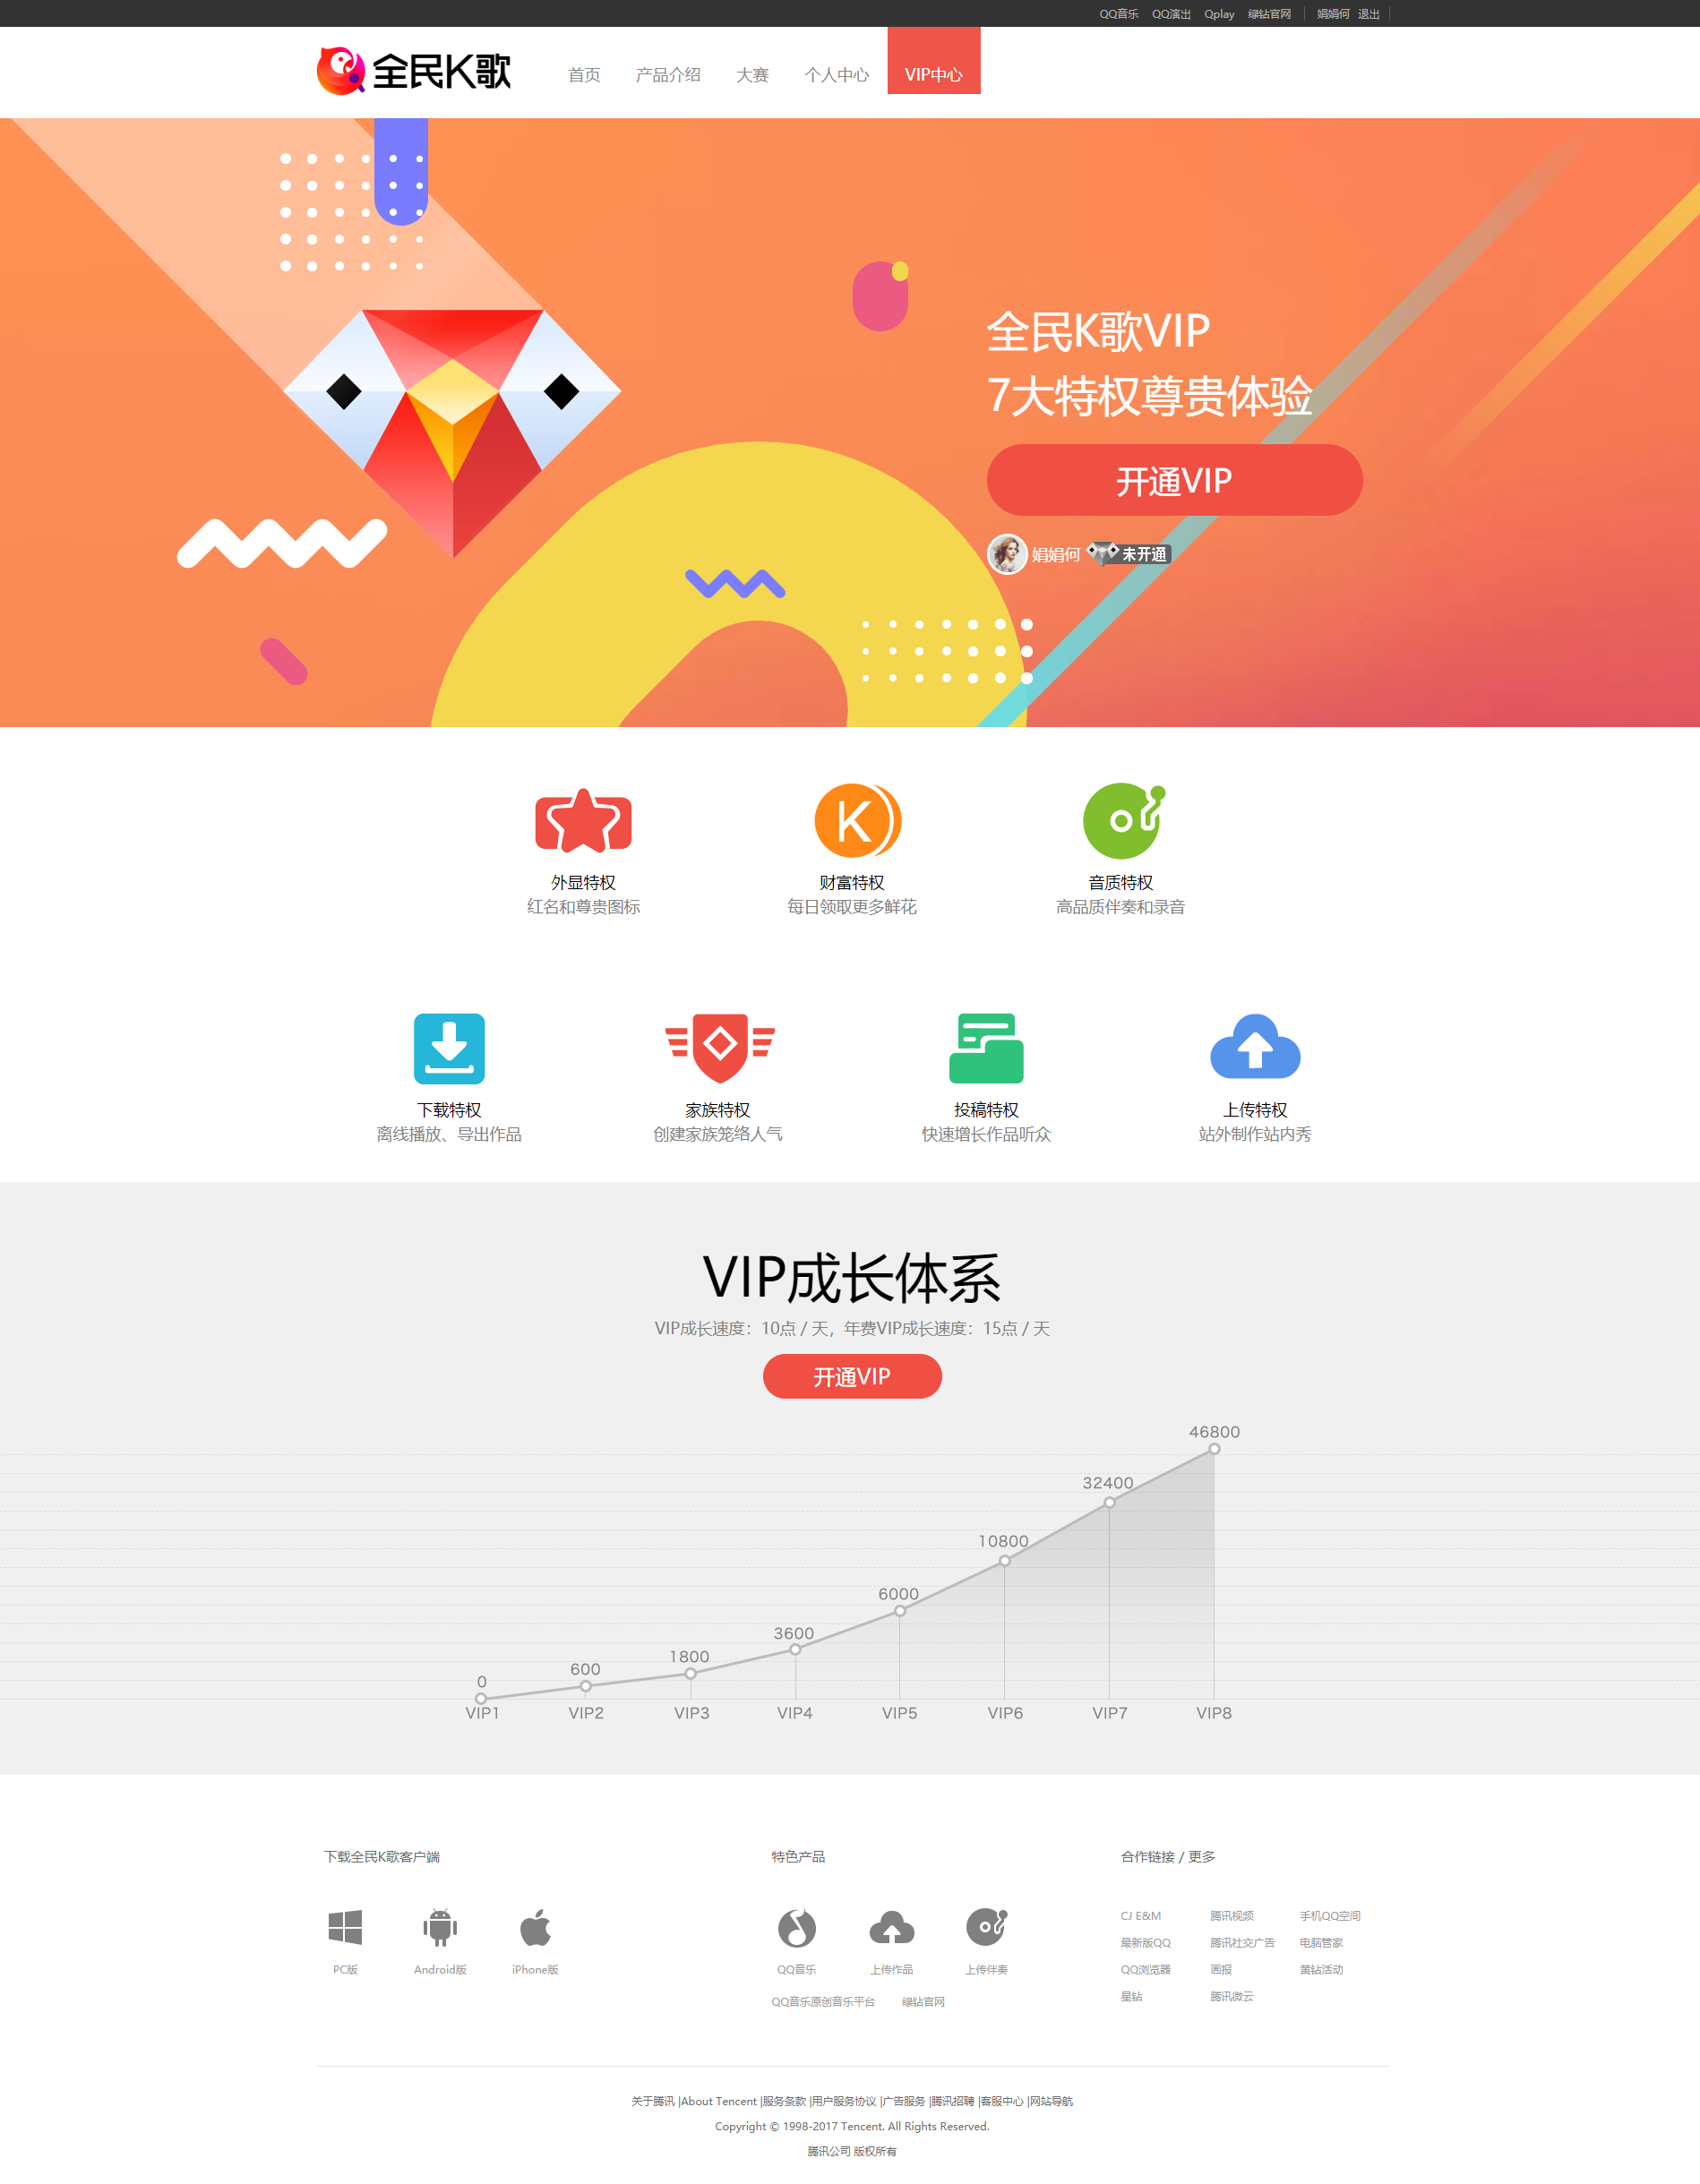 QQ音乐 QQ演出 Qplay 绿钻官网 娟娟何 退出
全民K歌 首页 产品介绍 大赛 个人中心 VIP中心
全民K歌VIP
7大特权尊贵体验
开通VIP
娟娟何 未开通
K
外显特权 财富特权 音质特权
红名和尊贵图标 每日领取更多鲜花 高品质伴奏和录音
下载特权 家族特权 投稿特权 上传特权
离线播放、导出作品 创建家族笼络人气 快速增长作品听众 站外制作站内秀
VIP成长体系
VIP成长速度：10点 / 天，年费VIP成长速度：15点 / 天
开通VIP
46800
32400
10800
6000
3600
1800
600
0
VIP1 VIP2 VIP3 VIP4 VIP5 VIP6 VIP7 VIP8
下载全民K歌客户端 特色产品 合作链接 / 更多
CJ E&M 腾讯视频 手机QQ空间
最新版QQ 腾讯社交广告 电脑管家
PC版 Android版 iPhone版 QQ音乐 上传作品 上传伴奏 QQ浏览器 画报 黄钻活动
星钻 腾讯微云
QQ音乐原创音乐平台 绿钻官网
关于腾讯 |About Tencent |服务条款 |用户服务协议 |广告服务 |腾讯招聘 |客服中心 |网站导航
Copyright © 1998-2017 Tencent. All Rights Reserved.
腾讯公司 版权所有